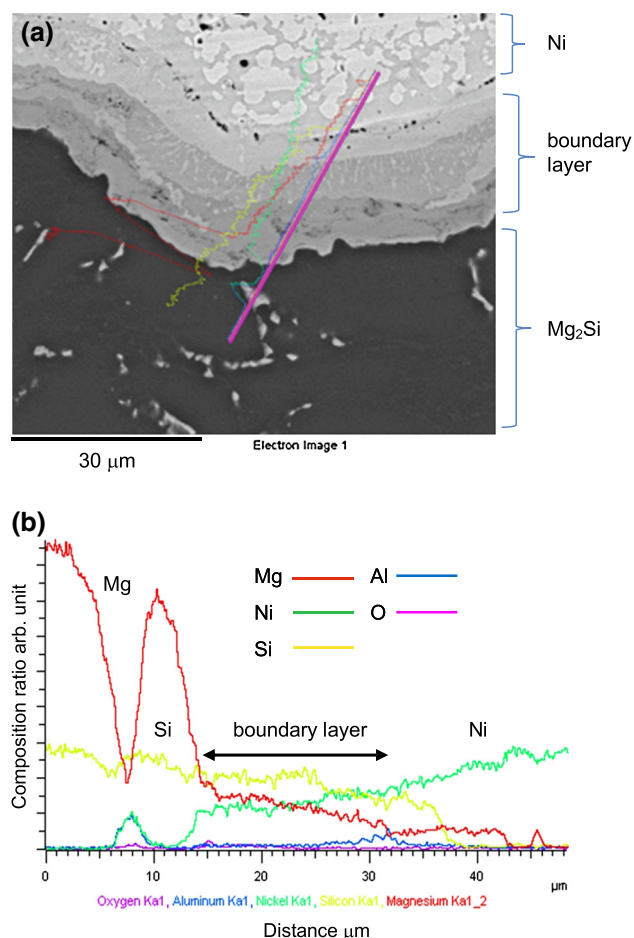 (a)
Ni
boundary
layer
Mg₂Si
Electron Image 1
30 μm
(b)
Mg
Al
Ni
O
Si
Mg
Si
boundary layer
Ni
Composition ratio arb. unit
0 10 20 30 40 μm
Oxygen Ka1, Aluminum Ka1, Nickel Ka1, Silicon Ka1, Magnesium Ka1_2
Distance μm